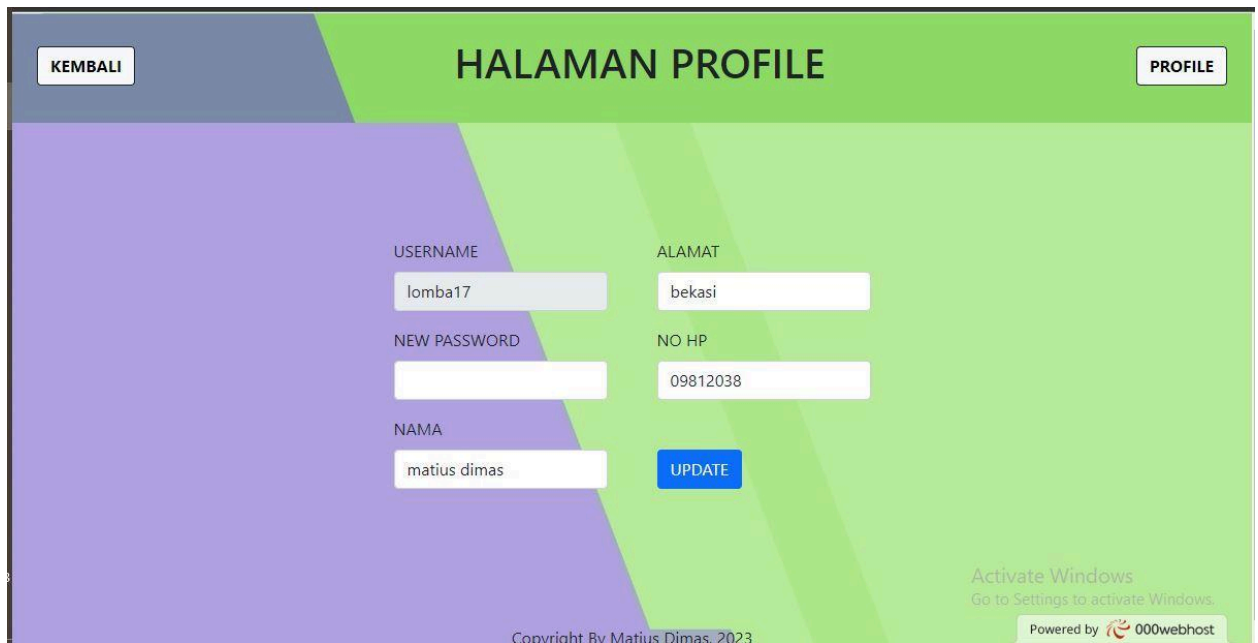 KEMBALI
HALAMAN PROFILE
PROFILE
USERNAME
ALAMAT
lomba17
bekasi
NEW PASSWORD
NO HP
09812038
NAMA
matius dimas
UPDATE
Activate Windows
Go to Settings to activate Windows.
Powered by 000webhost
Copyright By Matius Dimas, 2023